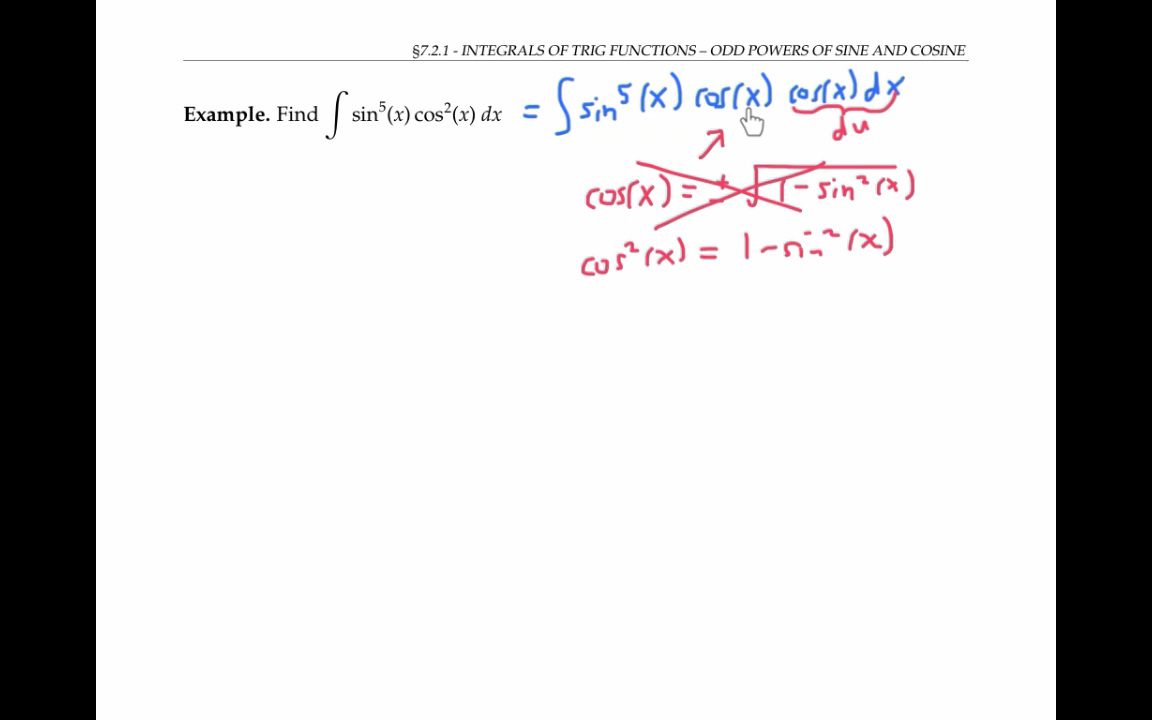 §7.2.1 - INTEGRALS OF TRIG FUNCTIONS – ODD POWERS OF SINE AND COSINE
Example. Find ∫ sin⁵(x) cos²(x) dx = ∫ sin⁵(x) cos(x) cos(x) dx
du
cos(x) = ± √(1 − sin²(x))
cos²(x) = 1 − sin²(x)